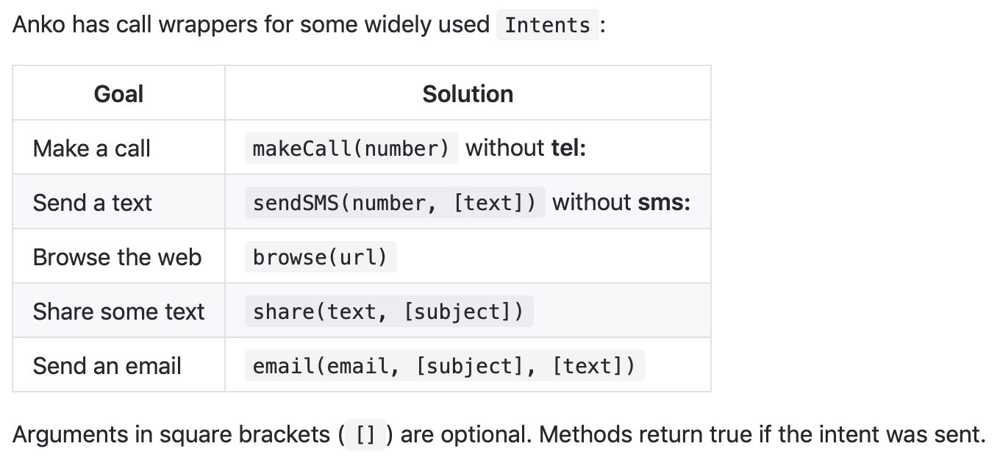 Anko has call wrappers for some widely used Intents :
Goal Solution
Make a call makeCall(number) without tel:
Send a text sendSMS(number, [text]) without sms:
Browse the web browse(url)
Share some text share(text, [subject])
Send an email email(email, [subject], [text])
Arguments in square brackets ( [] ) are optional. Methods return true if the intent was sent.